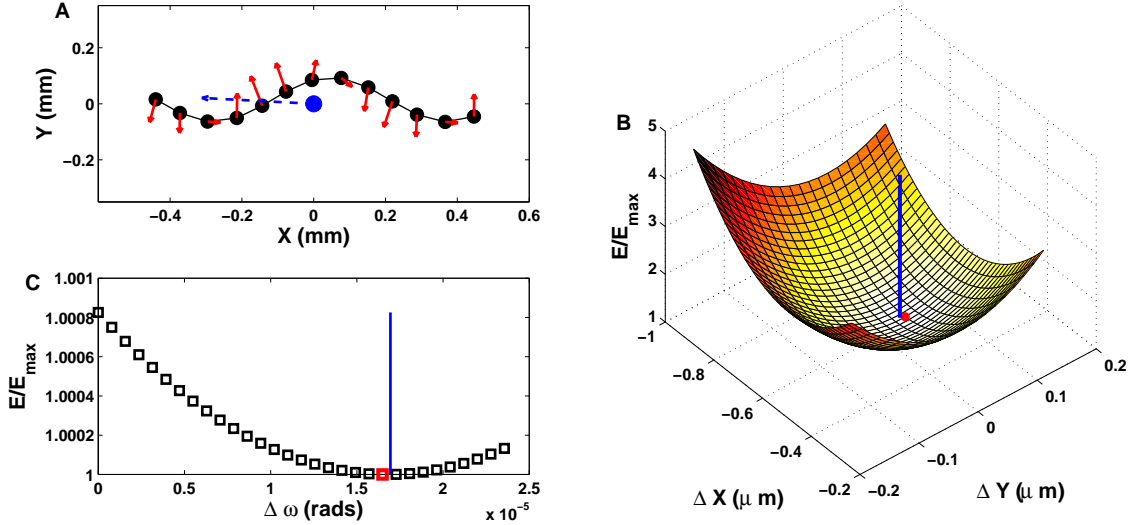 A
0.2
0
−0.2
Y (mm)
−0.4 −0.2 0 0.2 0.4 0.6
X (mm)
B
5
4
3
2
1
E/E_max
−1
−0.8
−0.6
−0.4
−0.2
Δ X (μ m)
−0.2
−0.1
0
0.1
0.2
Δ Y (μ m)
C
1.001
1.0008
1.0006
1.0004
1.0002
1
E/E_max
0 0.5 1 1.5 2 2.5
x 10⁻⁵
Δ ω (rads)